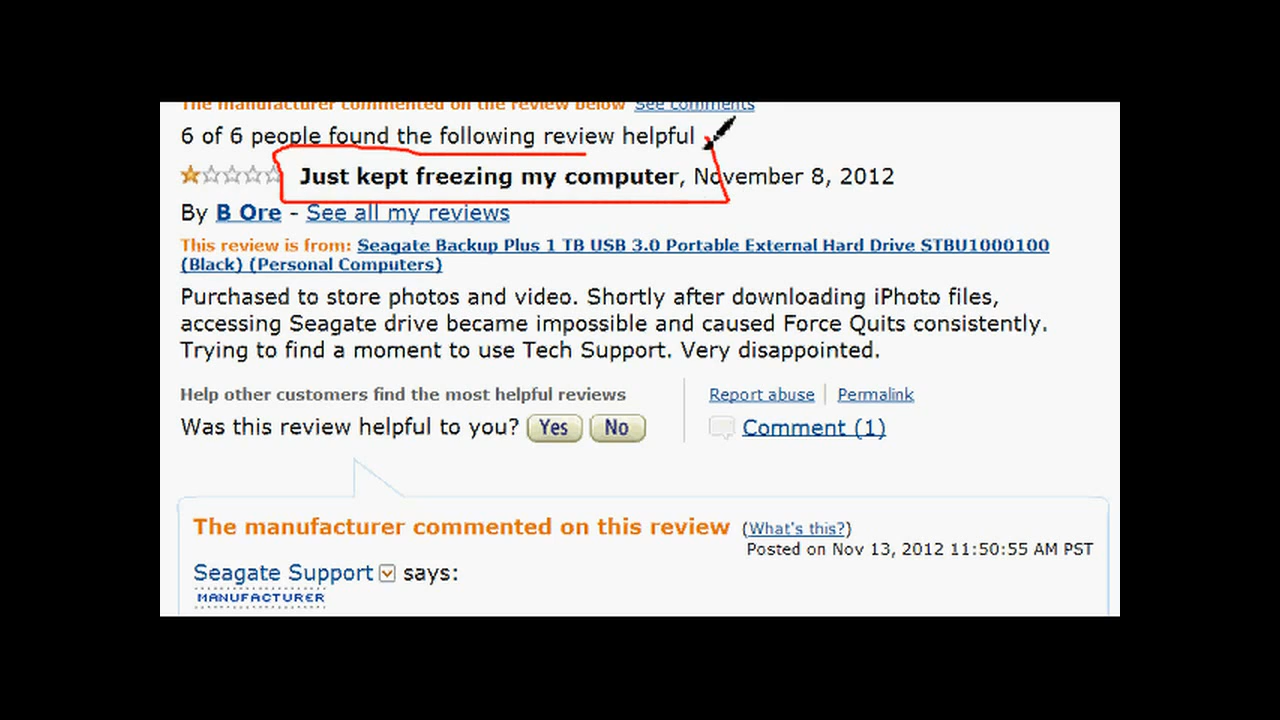 The manufacturer commented on the review below See comments
6 of 6 people found the following review helpful
Just kept freezing my computer, November 8, 2012
By B Ore - See all my reviews
This review is from: Seagate Backup Plus 1 TB USB 3.0 Portable External Hard Drive STBU1000100
(Black) (Personal Computers)
Purchased to store photos and video. Shortly after downloading iPhoto files,
accessing Seagate drive became impossible and caused Force Quits consistently.
Trying to find a moment to use Tech Support. Very disappointed.
Help other customers find the most helpful reviews
Was this review helpful to you? Yes No
Report abuse | Permalink
Comment (1)
The manufacturer commented on this review (What's this?)
Posted on Nov 13, 2012 11:50:55 AM PST
Seagate Support says:
MANUFACTURER